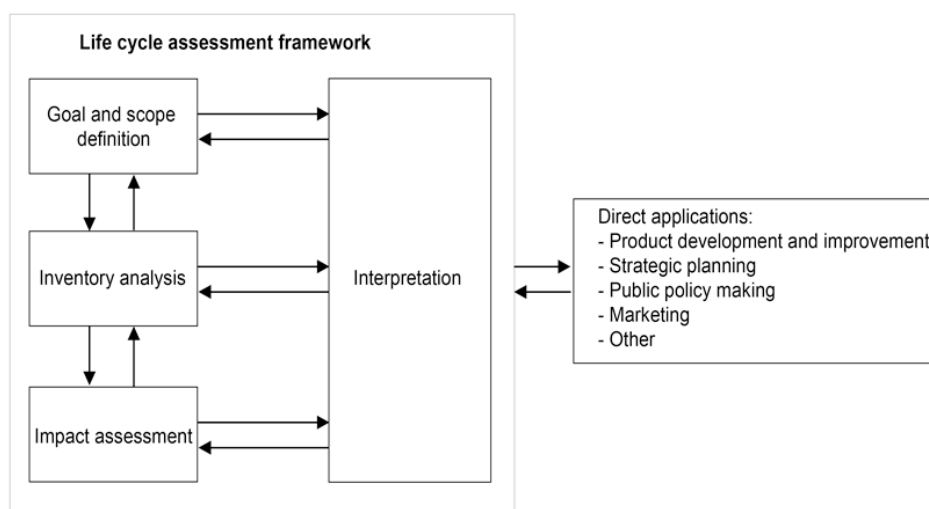 Life cycle assessment framework
Goal and scope
definition
Inventory analysis
Impact assessment
Interpretation
Direct applications:
- Product development and improvement
- Strategic planning
- Public policy making
- Marketing
- Other